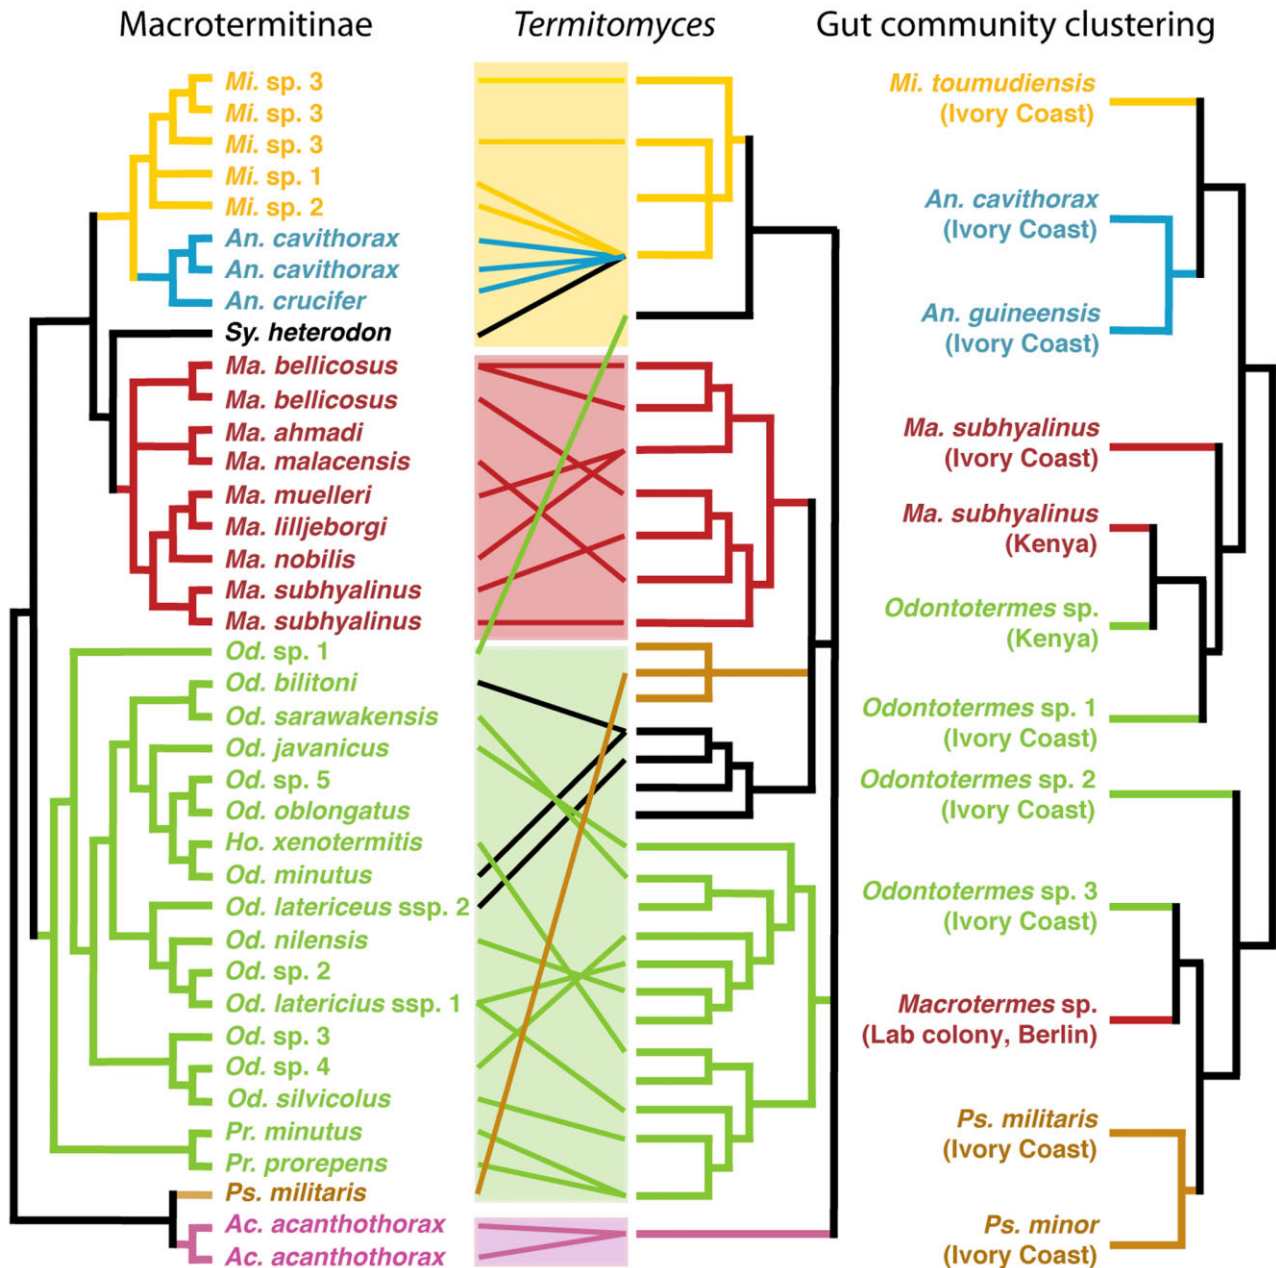 Macrotermitinae
Termitomyces
Gut community clustering
Mi. sp. 3
Mi. sp. 3
Mi. sp. 3
Mi. sp. 1
Mi. sp. 2
An. cavithorax
An. cavithorax
An. crucifer
Sy. heterodon
Ma. bellicosus
Ma. bellicosus
Ma. ahmadi
Ma. malacensis
Ma. muelleri
Ma. lilljeborgi
Ma. nobilis
Ma. subhyalinus
Ma. subhyalinus
Od. sp. 1
Od. bilitoni
Od. sarawakensis
Od. javanicus
Od. sp. 5
Od. oblongatus
Ho. xenotermitis
Od. minutus
Od. latericeus ssp. 2
Od. nilensis
Od. sp. 2
Od. latericius ssp. 1
Od. sp. 3
Od. sp. 4
Od. silvicolus
Pr. minutus
Pr. prorepens
Ps. militaris
Ac. acanthothorax
Ac. acanthothorax
Mi. toumudiensis
(Ivory Coast)
An. cavithorax
(Ivory Coast)
An. guineensis
(Ivory Coast)
Ma. subhyalinus
(Ivory Coast)
Ma. subhyalinus
(Kenya)
Odontotermes sp.
(Kenya)
Odontotermes sp. 1
(Ivory Coast)
Odontotermes sp. 2
(Ivory Coast)
Odontotermes sp. 3
(Ivory Coast)
Macrotermes sp.
(Lab colony, Berlin)
Ps. militaris
(Ivory Coast)
Ps. minor
(Ivory Coast)